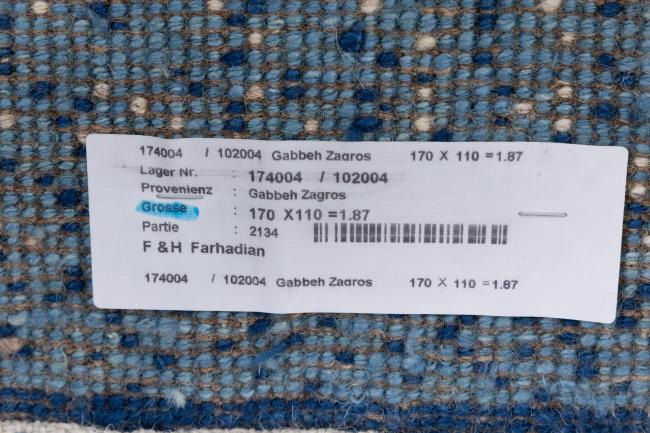 174004 / 102004 Gabbeh Zagros 170 X 110 =1.87
Lager Nr. : 174004 / 102004
Provenienz : Gabbeh Zagros
Grosse : 170 X110 =1.87
Partie : 2134
F & H Farhadian
174004 / 102004 Gabbeh Zagros 170 X 110 =1.87